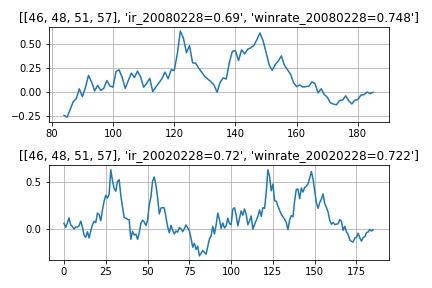 [[46, 48, 51, 57], 'ir_20080228=0.69', 'winrate_20080228=0.748']
0.50
0.25
0.00
−0.25
80 100 120 140 160 180
[[46, 48, 51, 57], 'ir_20020228=0.72', 'winrate_20020228=0.722']
0.5
0.0
0 25 50 75 100 125 150 175